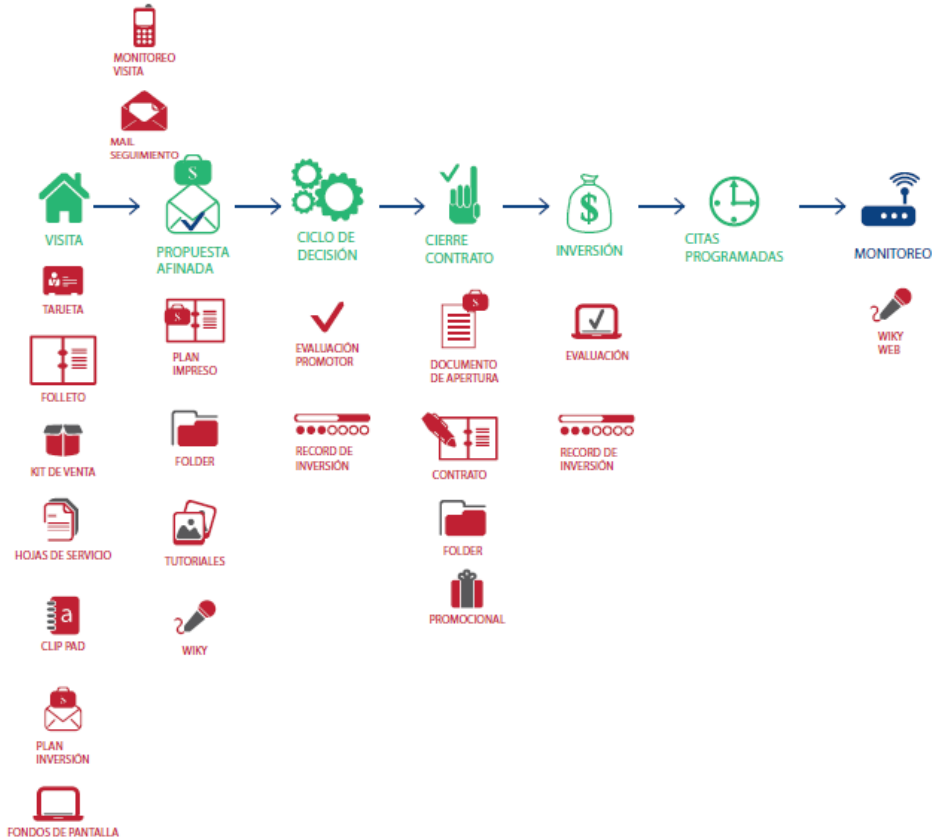 MONITOREO
VISITA
MAIL
SEGUIMIENTO
$
VISITA
PROPUESTA
AFINADA
CICLO DE
DECISIÓN
CIERRE
CONTRATO
$
INVERSIÓN
CITAS
PROGRAMADAS
MONITOREO
TARJETA
FOLLETO
KIT DE VENTA
HOJAS DE SERVICIO
a
CLIP PAD
$
PLAN
INVERSIÓN
FONDOS DE PANTALLA
$
PLAN
IMPRESO
FOLDER
TUTORIALES
WIKY
EVALUACIÓN
PROMOTOR
RECORD DE
INVERSIÓN
$
DOCUMENTO
DE APERTURA
CONTRATO
FOLDER
PROMOCIONAL
EVALUACIÓN
RECORD DE
INVERSIÓN
WIKY
WEB